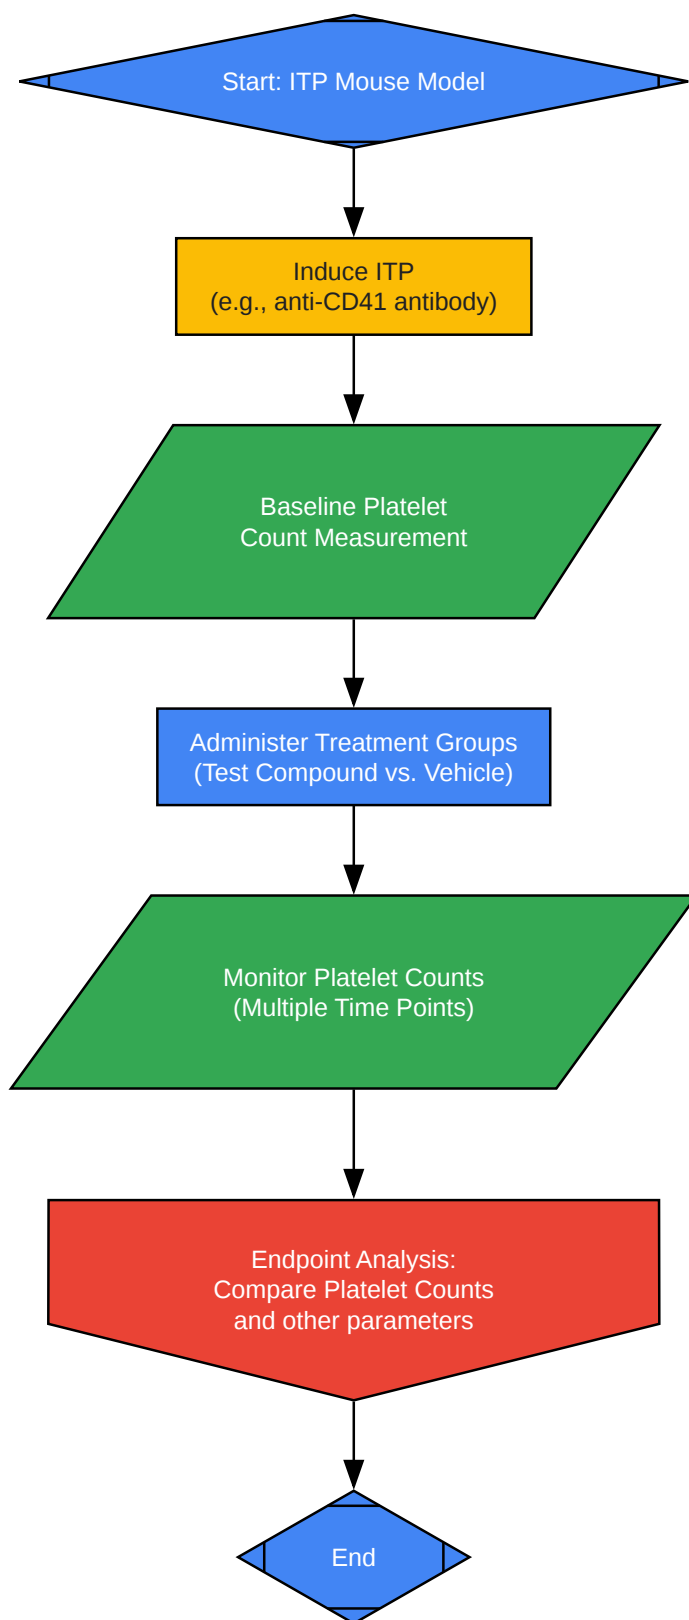 Start: ITP Mouse Model
Induce ITP
(e.g., anti-CD41 antibody)
Baseline Platelet
Count Measurement
Administer Treatment Groups
(Test Compound vs. Vehicle)
Monitor Platelet Counts
(Multiple Time Points)
Endpoint Analysis:
Compare Platelet Counts
and other parameters
End